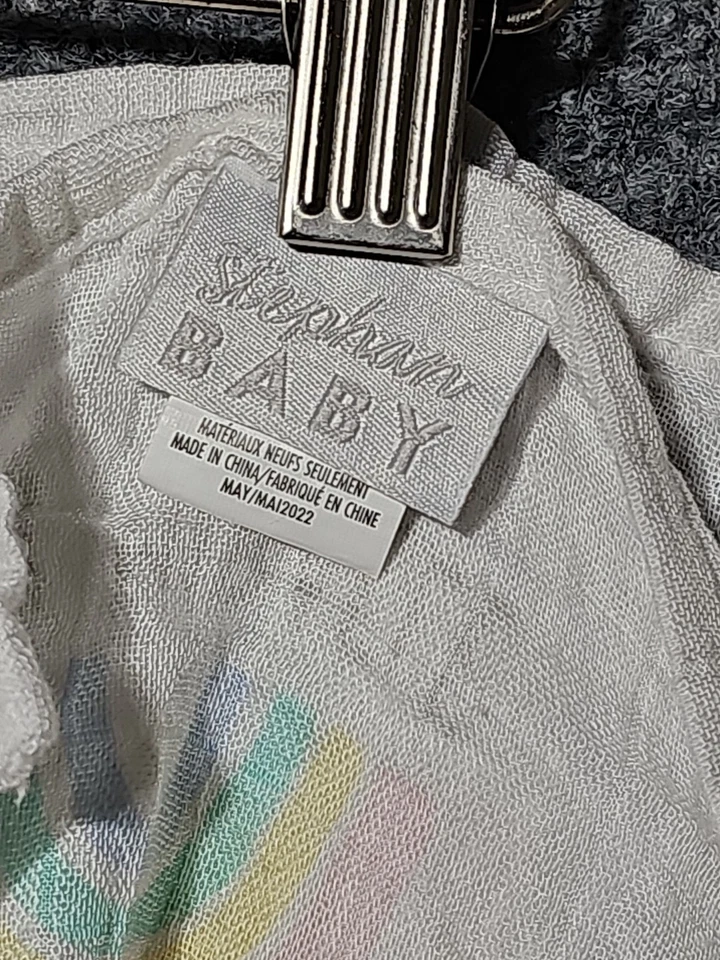 Stephan
BABY
MATÉRIAUX NEUFS SEULEMENT
MADE IN CHINA/FABRIQUÉ EN CHINE
MAY/MAI2022